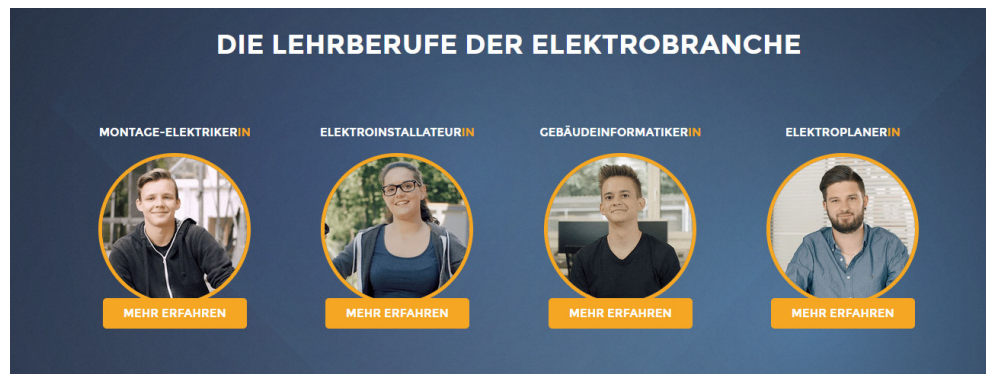 DIE LEHRBERUFE DER ELEKTROBRANCHE
MONTAGE-ELEKTRIKERIN
ELEKTROINSTALLATEURIN
GEBÄUDEINFORMATIKERIN
ELEKTROPLANERIN
MEHR ERFAHREN
MEHR ERFAHREN
MEHR ERFAHREN
MEHR ERFAHREN